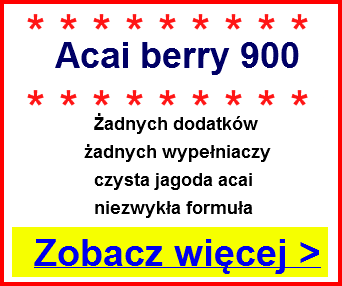 * * * * * * * * *
Acai berry 900
* * * * * * * * *
Żadnych dodatków
żadnych wypełniaczy
czysta jagoda acai
niezwykła formuła
Zobacz więcej >